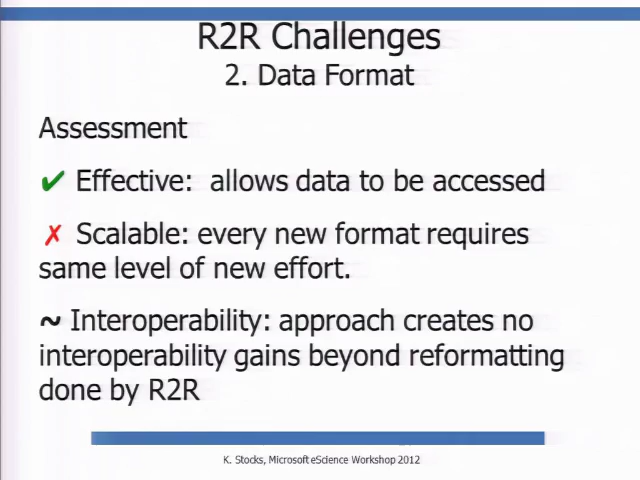 R2R Challenges
2. Data Format
Assessment
✔ Effective: allows data to be accessed
✗ Scalable: every new format requires
same level of new effort.
~ Interoperability: approach creates no
interoperability gains beyond reformatting
done by R2R
K. Stocks, Microsoft eScience Workshop 2012